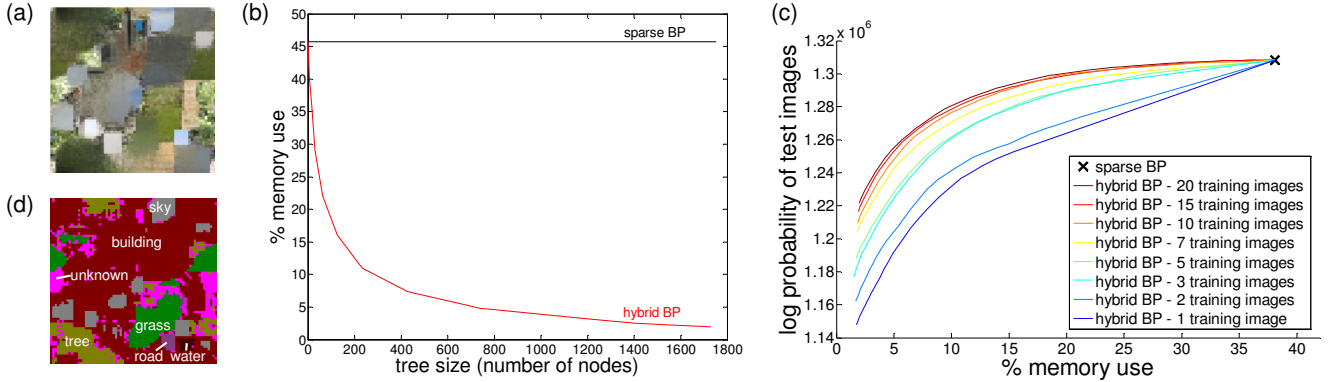 (a)
(b)
sparse BP
hybrid BP
% memory use
50
45
40
35
30
25
20
15
10
5
0
0 200 400 600 800 1000 1200 1400 1600 1800
tree size (number of nodes)
(c)
x 10^6
log probability of test images
1.32
1.3
1.28
1.26
1.24
1.22
1.2
1.18
1.16
1.14
0 5 10 15 20 25 30 35 40
% memory use
sparse BP
hybrid BP - 20 training images
hybrid BP - 15 training images
hybrid BP - 10 training images
hybrid BP - 7 training images
hybrid BP - 5 training images
hybrid BP - 3 training images
hybrid BP - 2 training images
hybrid BP - 1 training image
(d)
sky
building
unknown
grass
tree
road water